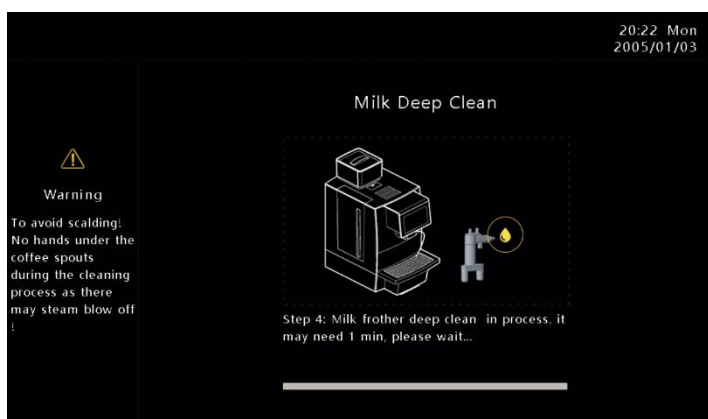 20:22 Mon
2005/01/03
Milk Deep Clean
Warning
To avoid scalding!
No hands under the
coffee spouts
during the cleaning
process as there
may steam blow off
!
Step 4: Milk frother deep clean in process, it
may need 1 min, please wait...